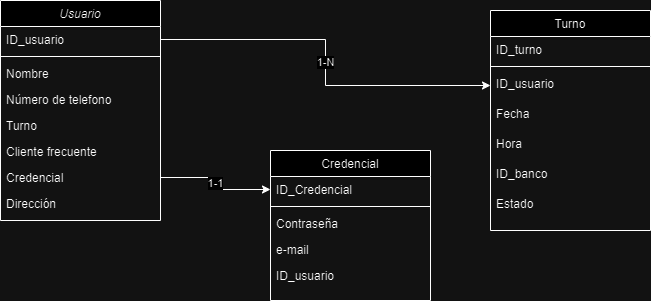 Usuario
ID_usuario
Nombre
Número de telefono
Turno
Cliente frecuente
Credencial
Dirección
1-N
1-1
Credencial
ID_Credencial
Contraseña
e-mail
ID_usuario
Turno
ID_turno
ID_usuario
Fecha
Hora
ID_banco
Estado